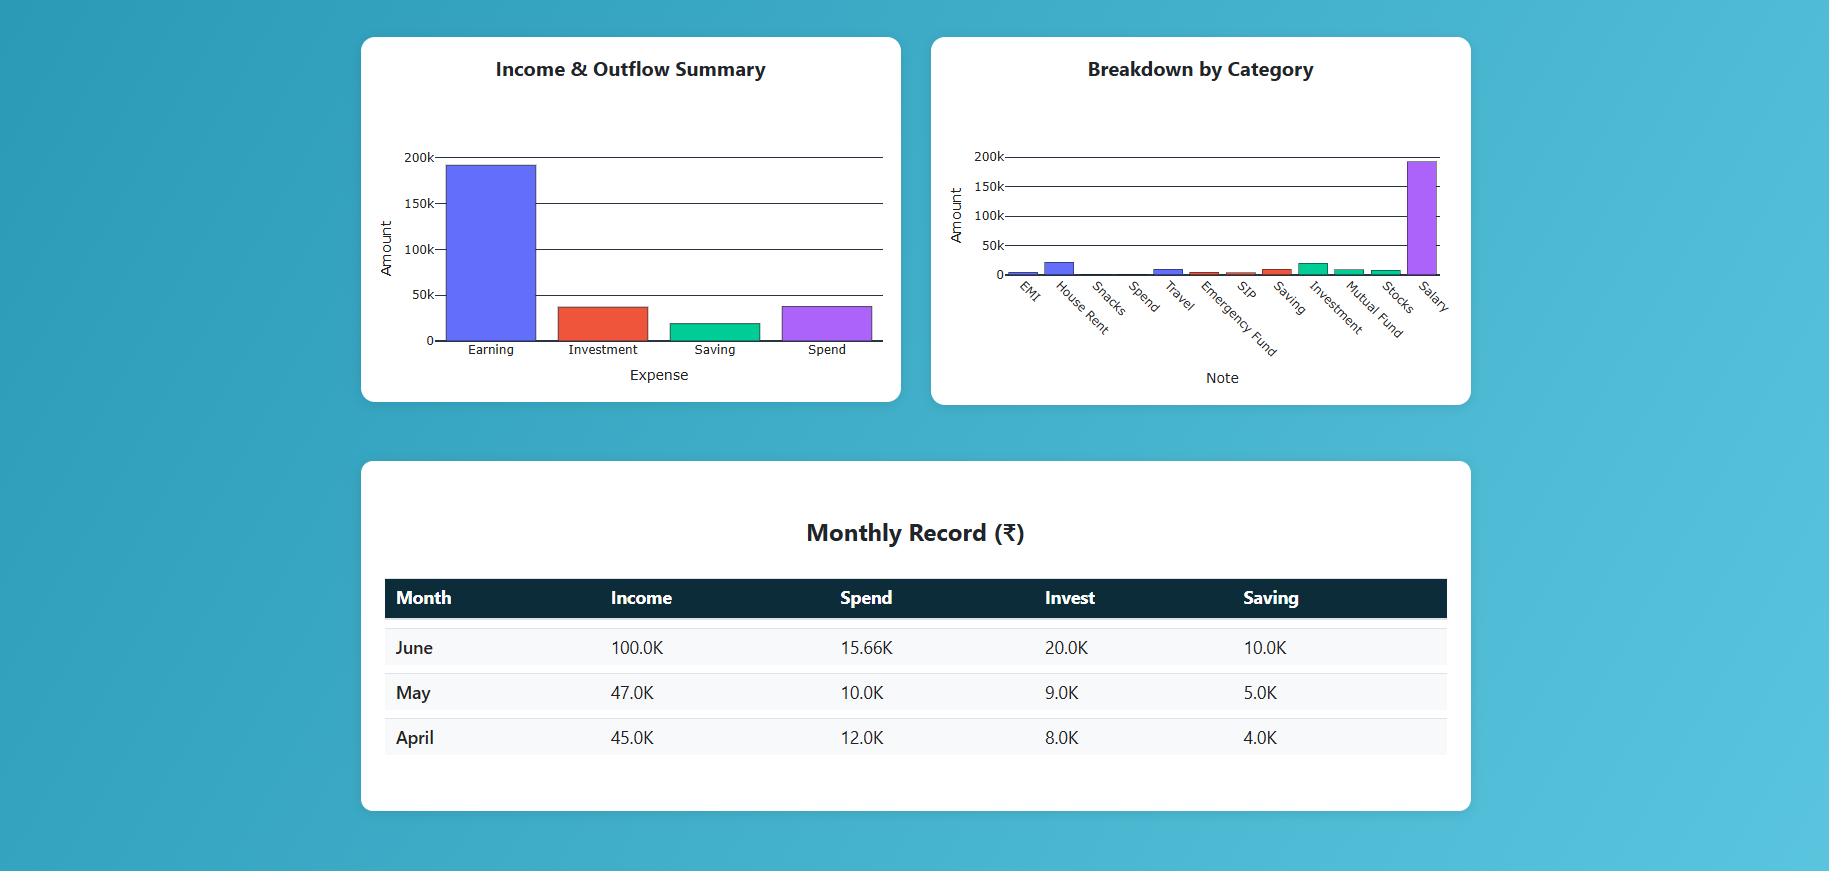 Income & Outflow Summary
200k
150k
100k
50k
0
Amount
Earning Investment Saving Spend
Expense
Breakdown by Category
200k
150k
100k
50k
0
Amount
EMI
House Rent
Snacks
Spend
Travel
Emergency Fund
SIP
Saving
Investment
Mutual Fund
Stocks
Salary
Note
Monthly Record (₹)
Month Income Spend Invest Saving
June 100.0K 15.66K 20.0K 10.0K
May 47.0K 10.0K 9.0K 5.0K
April 45.0K 12.0K 8.0K 4.0K